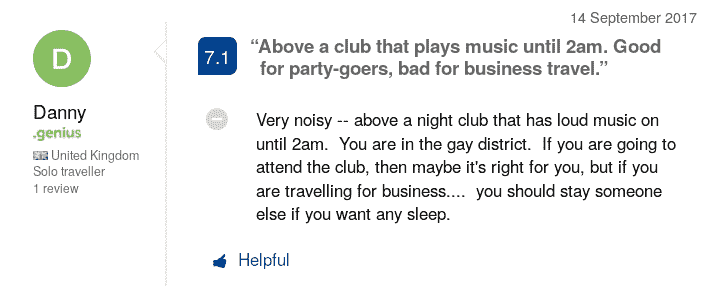 14 September 2017
D
Danny
.genius
United Kingdom
Solo traveller
1 review
7.1
“Above a club that plays music until 2am. Good
for party-goers, bad for business travel.”
Very noisy -- above a night club that has loud music on
until 2am. You are in the gay district. If you are going to
attend the club, then maybe it's right for you, but if you
are travelling for business.... you should stay someone
else if you want any sleep.
Helpful